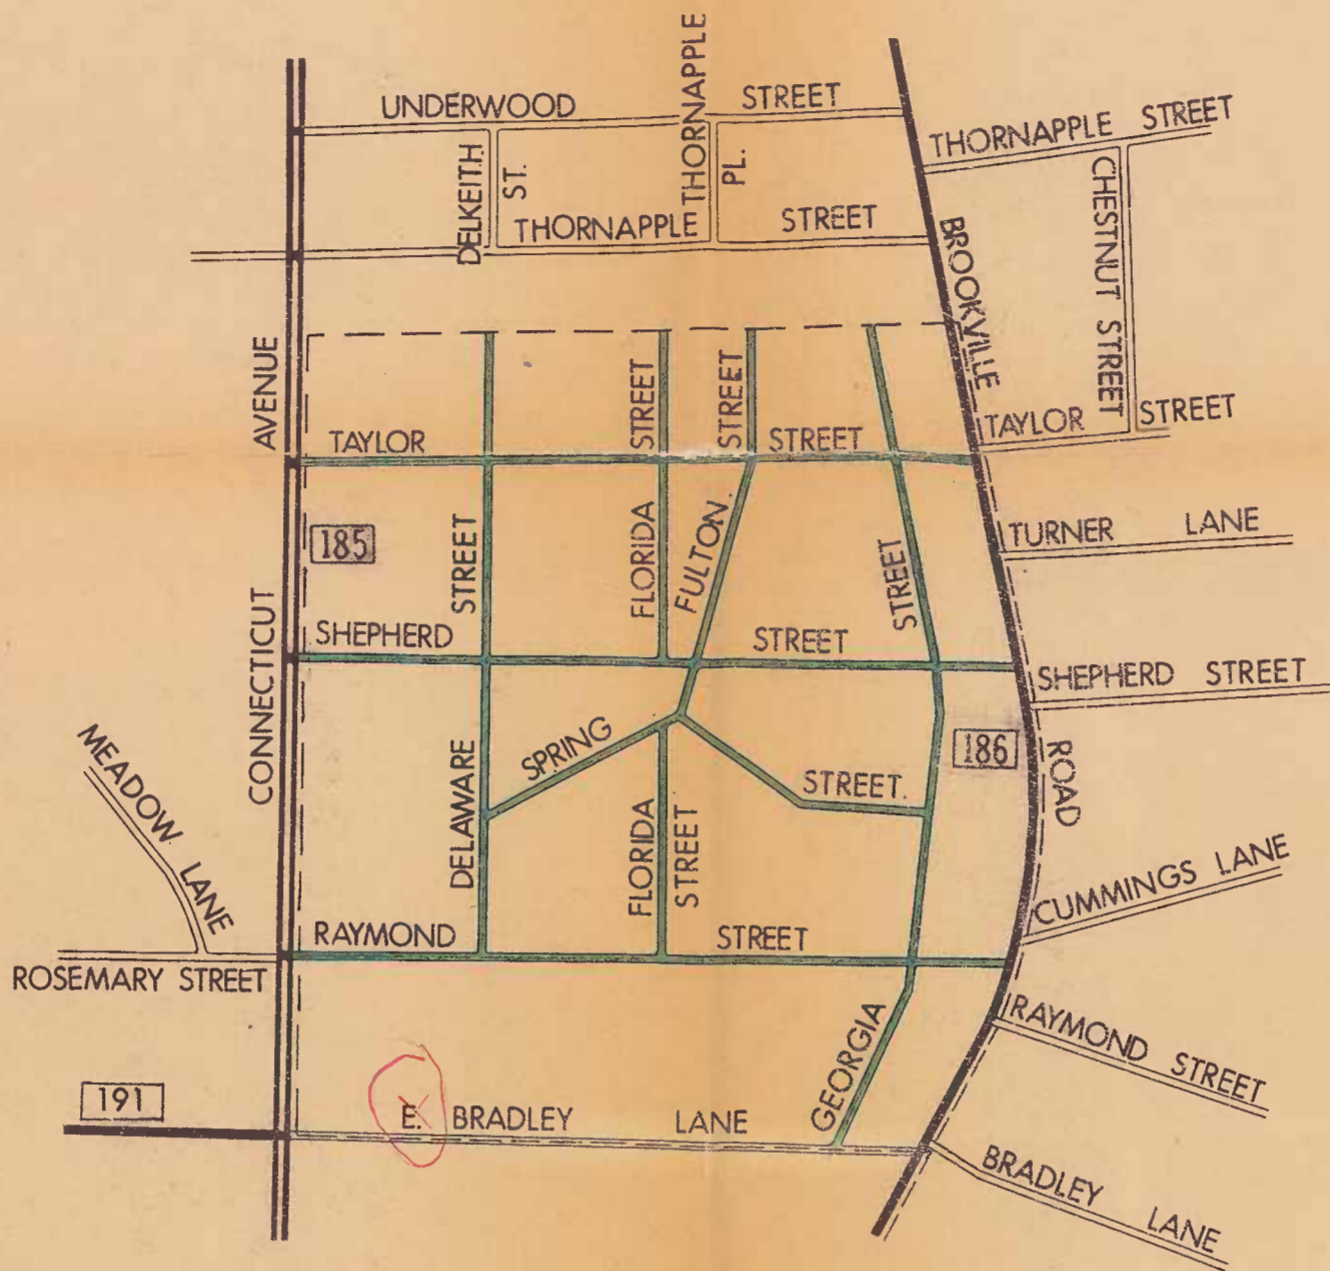 UNDERWOOD STREET
THORNAPPLE PL.
DELKEITH ST.
THORNAPPLE STREET
THORNAPPLE STREET
CHESTNUT STREET
BROOKVILLE ROAD
CONNECTICUT AVENUE
TAYLOR STREET
TAYLOR STREET
STREET
STREET
185
DELAWARE STREET
FLORIDA
FULTON.
STREET
TURNER LANE
SHEPHERD STREET
SHEPHERD STREET
MEADOW LANE
SPRING STREET.
186
FLORIDA STREET
CUMMINGS LANE
RAYMOND STREET
ROSEMARY STREET
GEORGIA
RAYMOND STREET
191
E. BRADLEY LANE
BRADLEY LANE